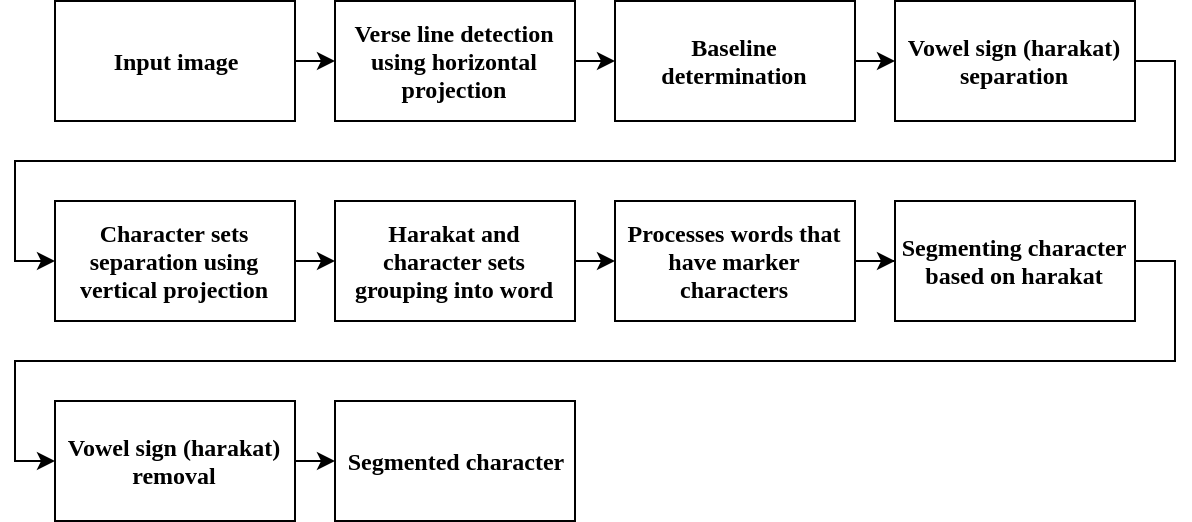 Input image
Verse line detection
using horizontal
projection
Baseline
determination
Vowel sign (harakat)
separation
Character sets
separation using
vertical projection
Harakat and
character sets
grouping into word
Processes words that
have marker
characters
Segmenting character
based on harakat
Vowel sign (harakat)
removal
Segmented character